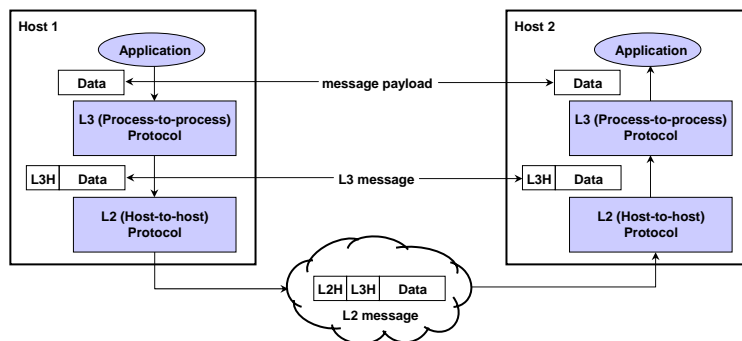 Host 1
Application
Data
L3 (Process-to-process)
Protocol
L3H Data
L2 (Host-to-host)
Protocol
message payload
L3 message
L2H L3H Data
L2 message
Host 2
Application
Data
L3 (Process-to-process)
Protocol
L3H Data
L2 (Host-to-host)
Protocol